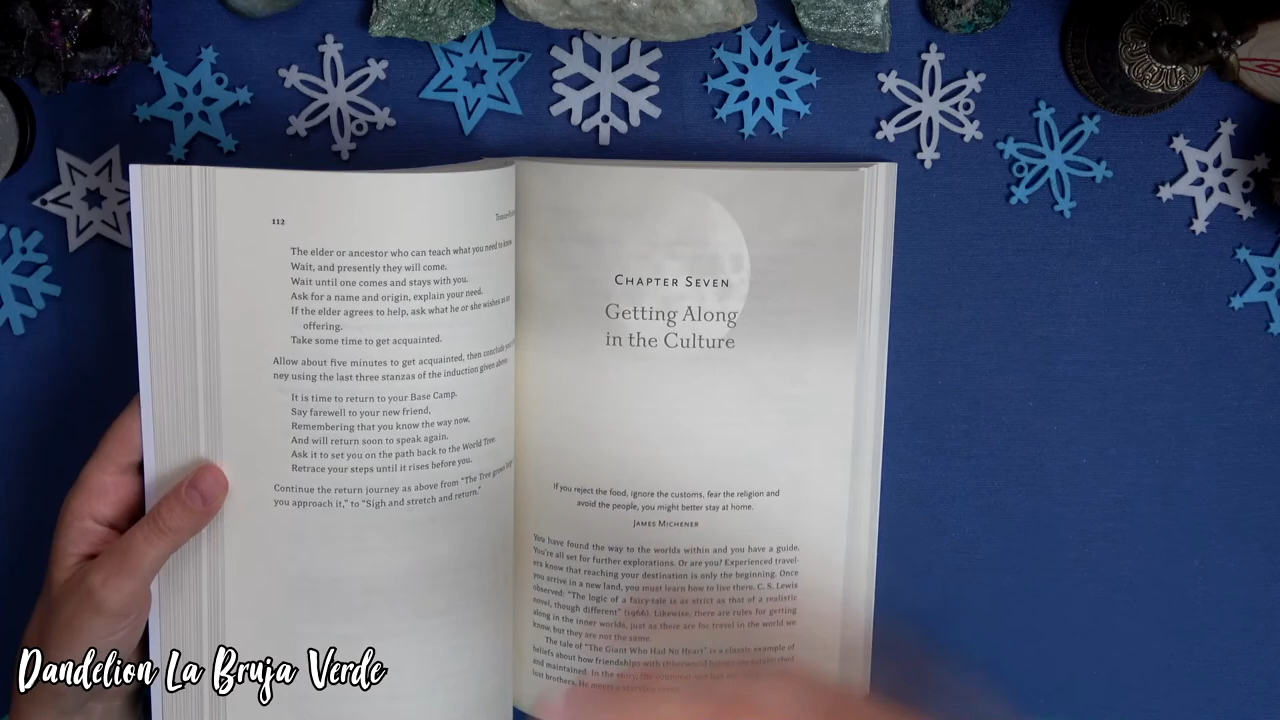 112
The elder or ancestor who can teach what you need to know
Wait, and presently they will come.
Wait until one comes and stays with you.
Ask for a name and origin, explain your need.
If the elder agrees to help, ask what he or she wishes as an
offering.
Take some time to get acquainted.
Allow about five minutes to get acquainted, then conclude
ney using the last three stanzas of the induction given above
It is time to return to your Base Camp.
Say farewell to your new friend,
Remembering that you know the way now,
And will return soon to speak again.
Ask it to set you on the path back to the World Tree.
Retrace your steps until it rises before you.
Continue the return journey as above from "The Tree grows
you approach it," to "Sigh and stretch and return."
Chapter Seven
Getting Along
in the Culture
If you reject the food, ignore the customs, fear the religion and
avoid the people, you might better stay at home.
James Michener
You have found the way to the worlds within and you have a guide.
You're all set for further explorations. Or are you? Experienced travel-
ers know that reaching your destination is only the beginning. Once
you arrive in a new land, you must learn how to live there. C. S. Lewis
observed: "The logic of a fairy-tale is as strict as that of a realistic
novel, though different" (1966). Likewise, there are rules for getting
along in the inner worlds, just as there are for travel in the world we
know, but they are not the same.
The tale of "The Giant Who Had No Heart" is a classic example of
beliefs about how friendships with otherworld beings are established
and maintained. In the story, the
lost brothers. He meets a starving
Dandelion La Bruja Verde